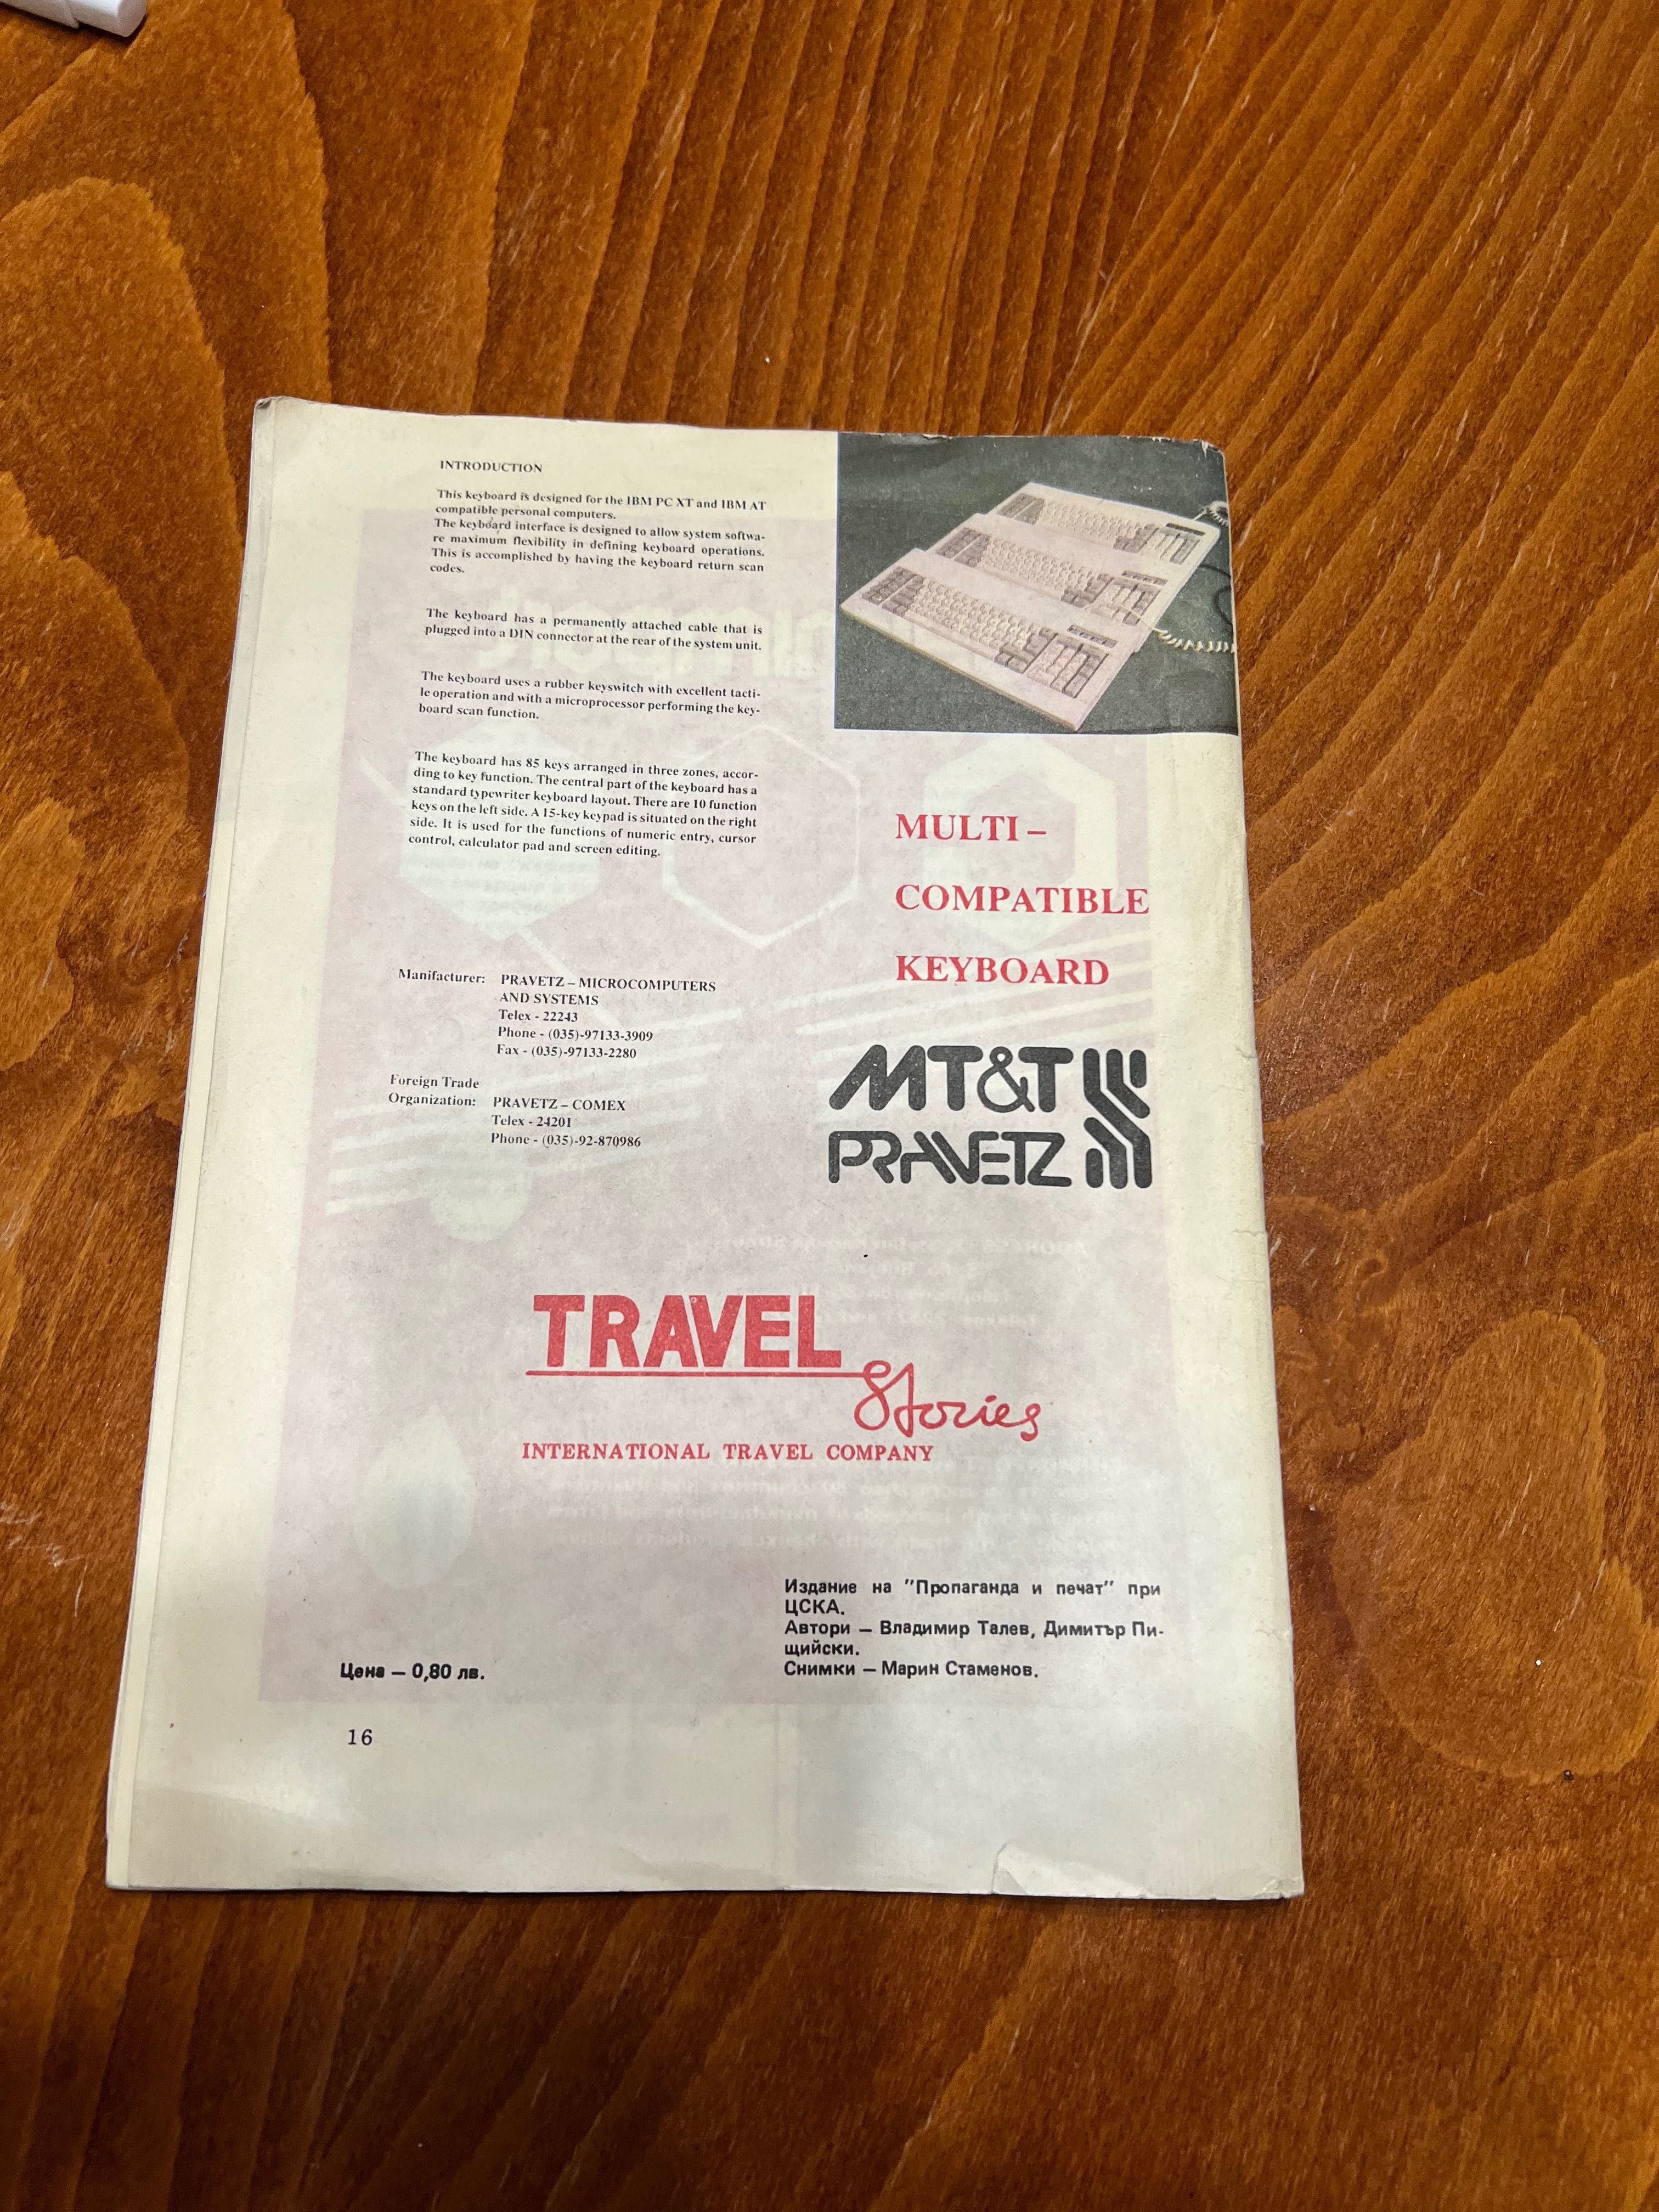 INTRODUCTION
This keyboard is designed for the IBM PC XT and IBM AT
compatible personal computers.
The keyboard interface is designed to allow system softwa-
re maximum flexibility in defining keyboard operations.
This is accomplished by having the keyboard return scan
codes.
The keyboard has a permanently attached cable that is
plugged into a DIN connector at the rear of the system unit.
The keyboard uses a rubber keyswitch with excellent tacti-
le operation and with a microprocessor performing the key-
board scan function.
The keyboard has 85 keys arranged in three zones, accor-
ding to key function. The central part of the keyboard has a
standard typewriter keyboard layout. There are 10 function
keys on the left side. A 15-key keypad is situated on the right
side. It is used for the functions of numeric entry, cursor
control, calculator pad and screen editing.
MULTI –
COMPATIBLE
KEYBOARD
Manifacturer: PRAVETZ – MICROCOMPUTERS
AND SYSTEMS
Telex - 22243
Phone - (035)-97133-3909
Fax - (035)-97133-2280
Foreign Trade
Organization: PRAVETZ – COMEX
Telex - 24201
Phone - (035)-92-870986
MT&T
PRAVETZ
TRAVEL
Stories
INTERNATIONAL TRAVEL COMPANY
Издание на "Пропаганда и печат" при
ЦСКА.
Автори — Владимир Талев, Димитър Пи-
щийски.
Снимки — Марин Стаменов.
Цена — 0,80 лв.
16